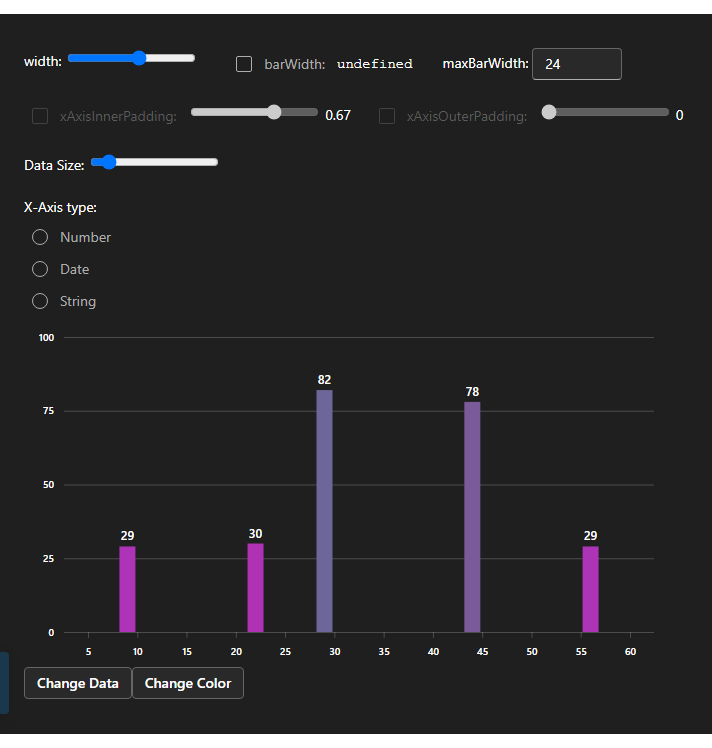 width: barWidth: undefined maxBarWidth: 24
xAxisInnerPadding: 0.67 xAxisOuterPadding: 0
Data Size:
X-Axis type:
Number
Date
String
100
82
78
75
50
29 30 29
25
0
5 10 15 20 25 30 35 40 45 50 55 60
Change Data Change Color